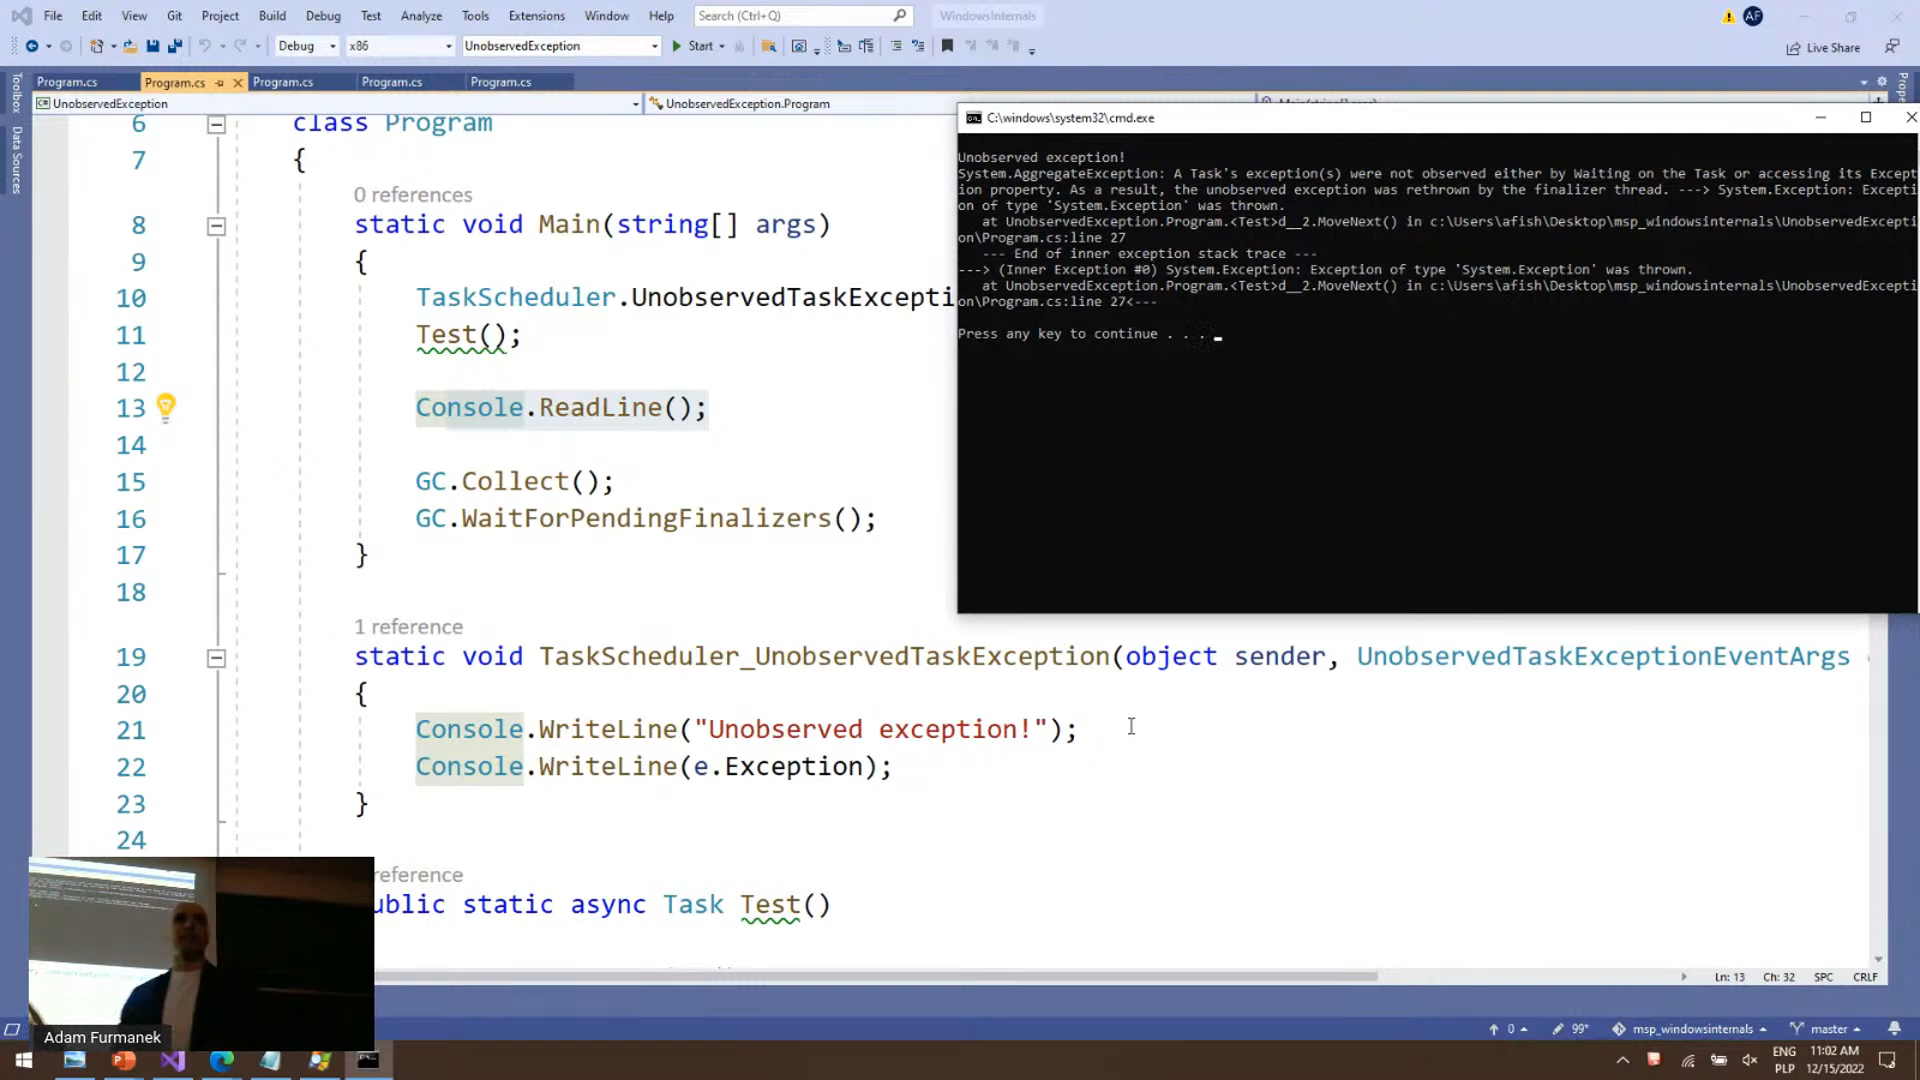 File Edit View Git Project Build Debug Test Analyze Tools Extensions Window Help Search (Ctrl+Q) WindowsInternals AF
Debug x86 UnobservedException Start Live Share
Program.cs Program.cs Program.cs Program.cs Program.cs
Toolbox
Data Sources
UnobservedException UnobservedException.Program
6 class Program
7 {
0 references
8 static void Main(string[] args)
9 {
10 TaskScheduler.UnobservedTaskExcepti
11 Test();
12
13 Console.ReadLine();
14
15 GC.Collect();
16 GC.WaitForPendingFinalizers();
17 }
18
1 reference
19 static void TaskScheduler_UnobservedTaskException(object sender, UnobservedTaskExceptionEventArgs
20 {
21 Console.WriteLine("Unobserved exception!");
22 Console.WriteLine(e.Exception);
23 }
24
reference
ublic static async Task Test()
C:\windows\system32\cmd.exe
Unobserved exception!
System.AggregateException: A Task's exception(s) were not observed either by Waiting on the Task or accessing its Except
ion property. As a result, the unobserved exception was rethrown by the finalizer thread. ---> System.Exception: Excepti
on of type 'System.Exception' was thrown.
at UnobservedException.Program.<Test>d__2.MoveNext() in c:\Users\afish\Desktop\msp_windowsinternals\UnobservedExcepti
on\Program.cs:line 27
--- End of inner exception stack trace ---
---> (Inner Exception #0) System.Exception: Exception of type 'System.Exception' was thrown.
at UnobservedException.Program.<Test>d__2.MoveNext() in c:\Users\afish\Desktop\msp_windowsinternals\UnobservedExcepti
on\Program.cs:line 27<---
Press any key to continue . . .
Ln: 13 Ch: 32 SPC CRLF
0 99* msp_windowsinternals master
Adam Furmanek
ENG
PLP
11:02 AM
12/15/2022